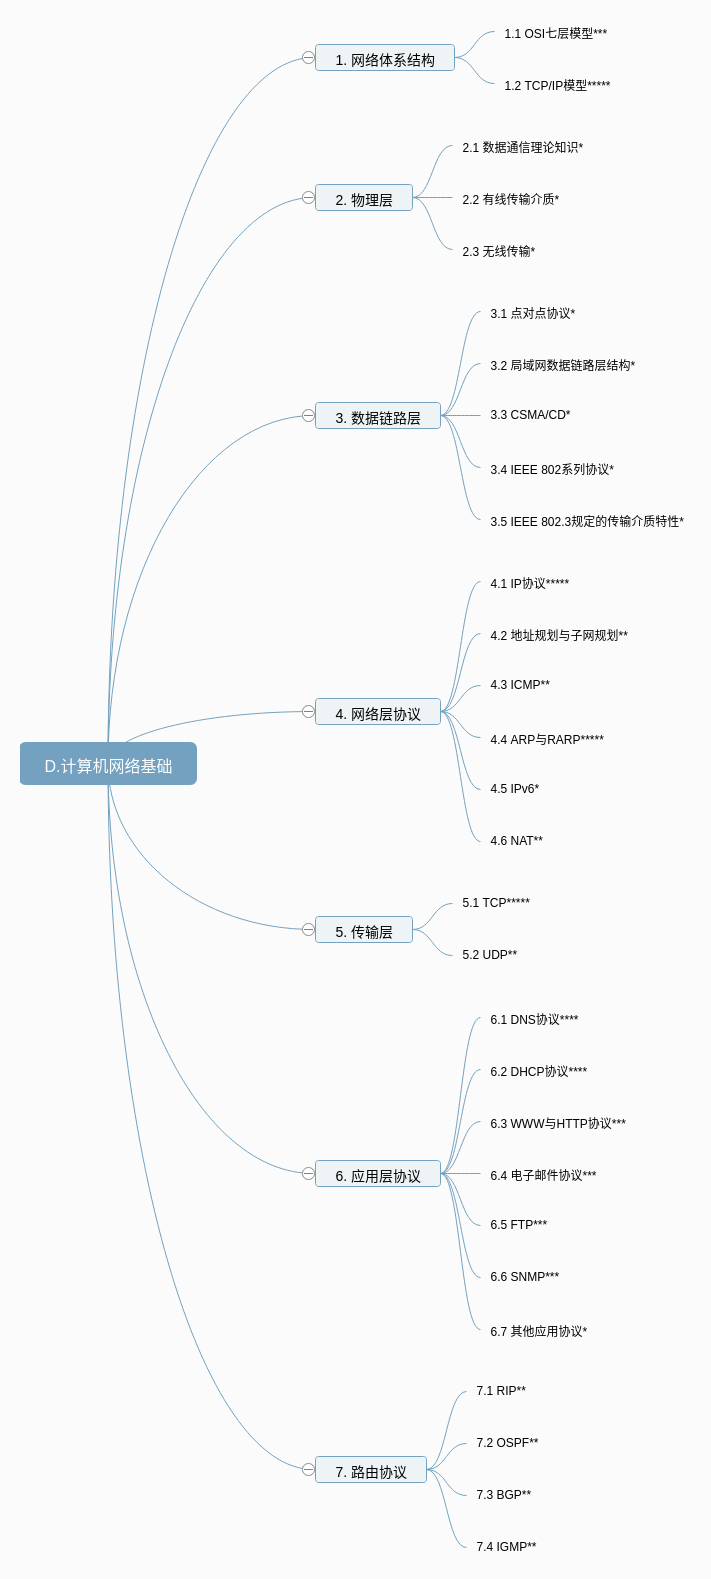 D.计算机网络基础
1. 网络体系结构
1.1 OSI七层模型***
1.2 TCP/IP模型*****
2. 物理层
2.1 数据通信理论知识*
2.2 有线传输介质*
2.3 无线传输*
3. 数据链路层
3.1 点对点协议*
3.2 局域网数据链路层结构*
3.3 CSMA/CD*
3.4 IEEE 802系列协议*
3.5 IEEE 802.3规定的传输介质特性*
4. 网络层协议
4.1 IP协议*****
4.2 地址规划与子网规划**
4.3 ICMP**
4.4 ARP与RARP*****
4.5 IPv6*
4.6 NAT**
5. 传输层
5.1 TCP*****
5.2 UDP**
6. 应用层协议
6.1 DNS协议****
6.2 DHCP协议****
6.3 WWW与HTTP协议***
6.4 电子邮件协议***
6.5 FTP***
6.6 SNMP***
6.7 其他应用协议*
7. 路由协议
7.1 RIP**
7.2 OSPF**
7.3 BGP**
7.4 IGMP**